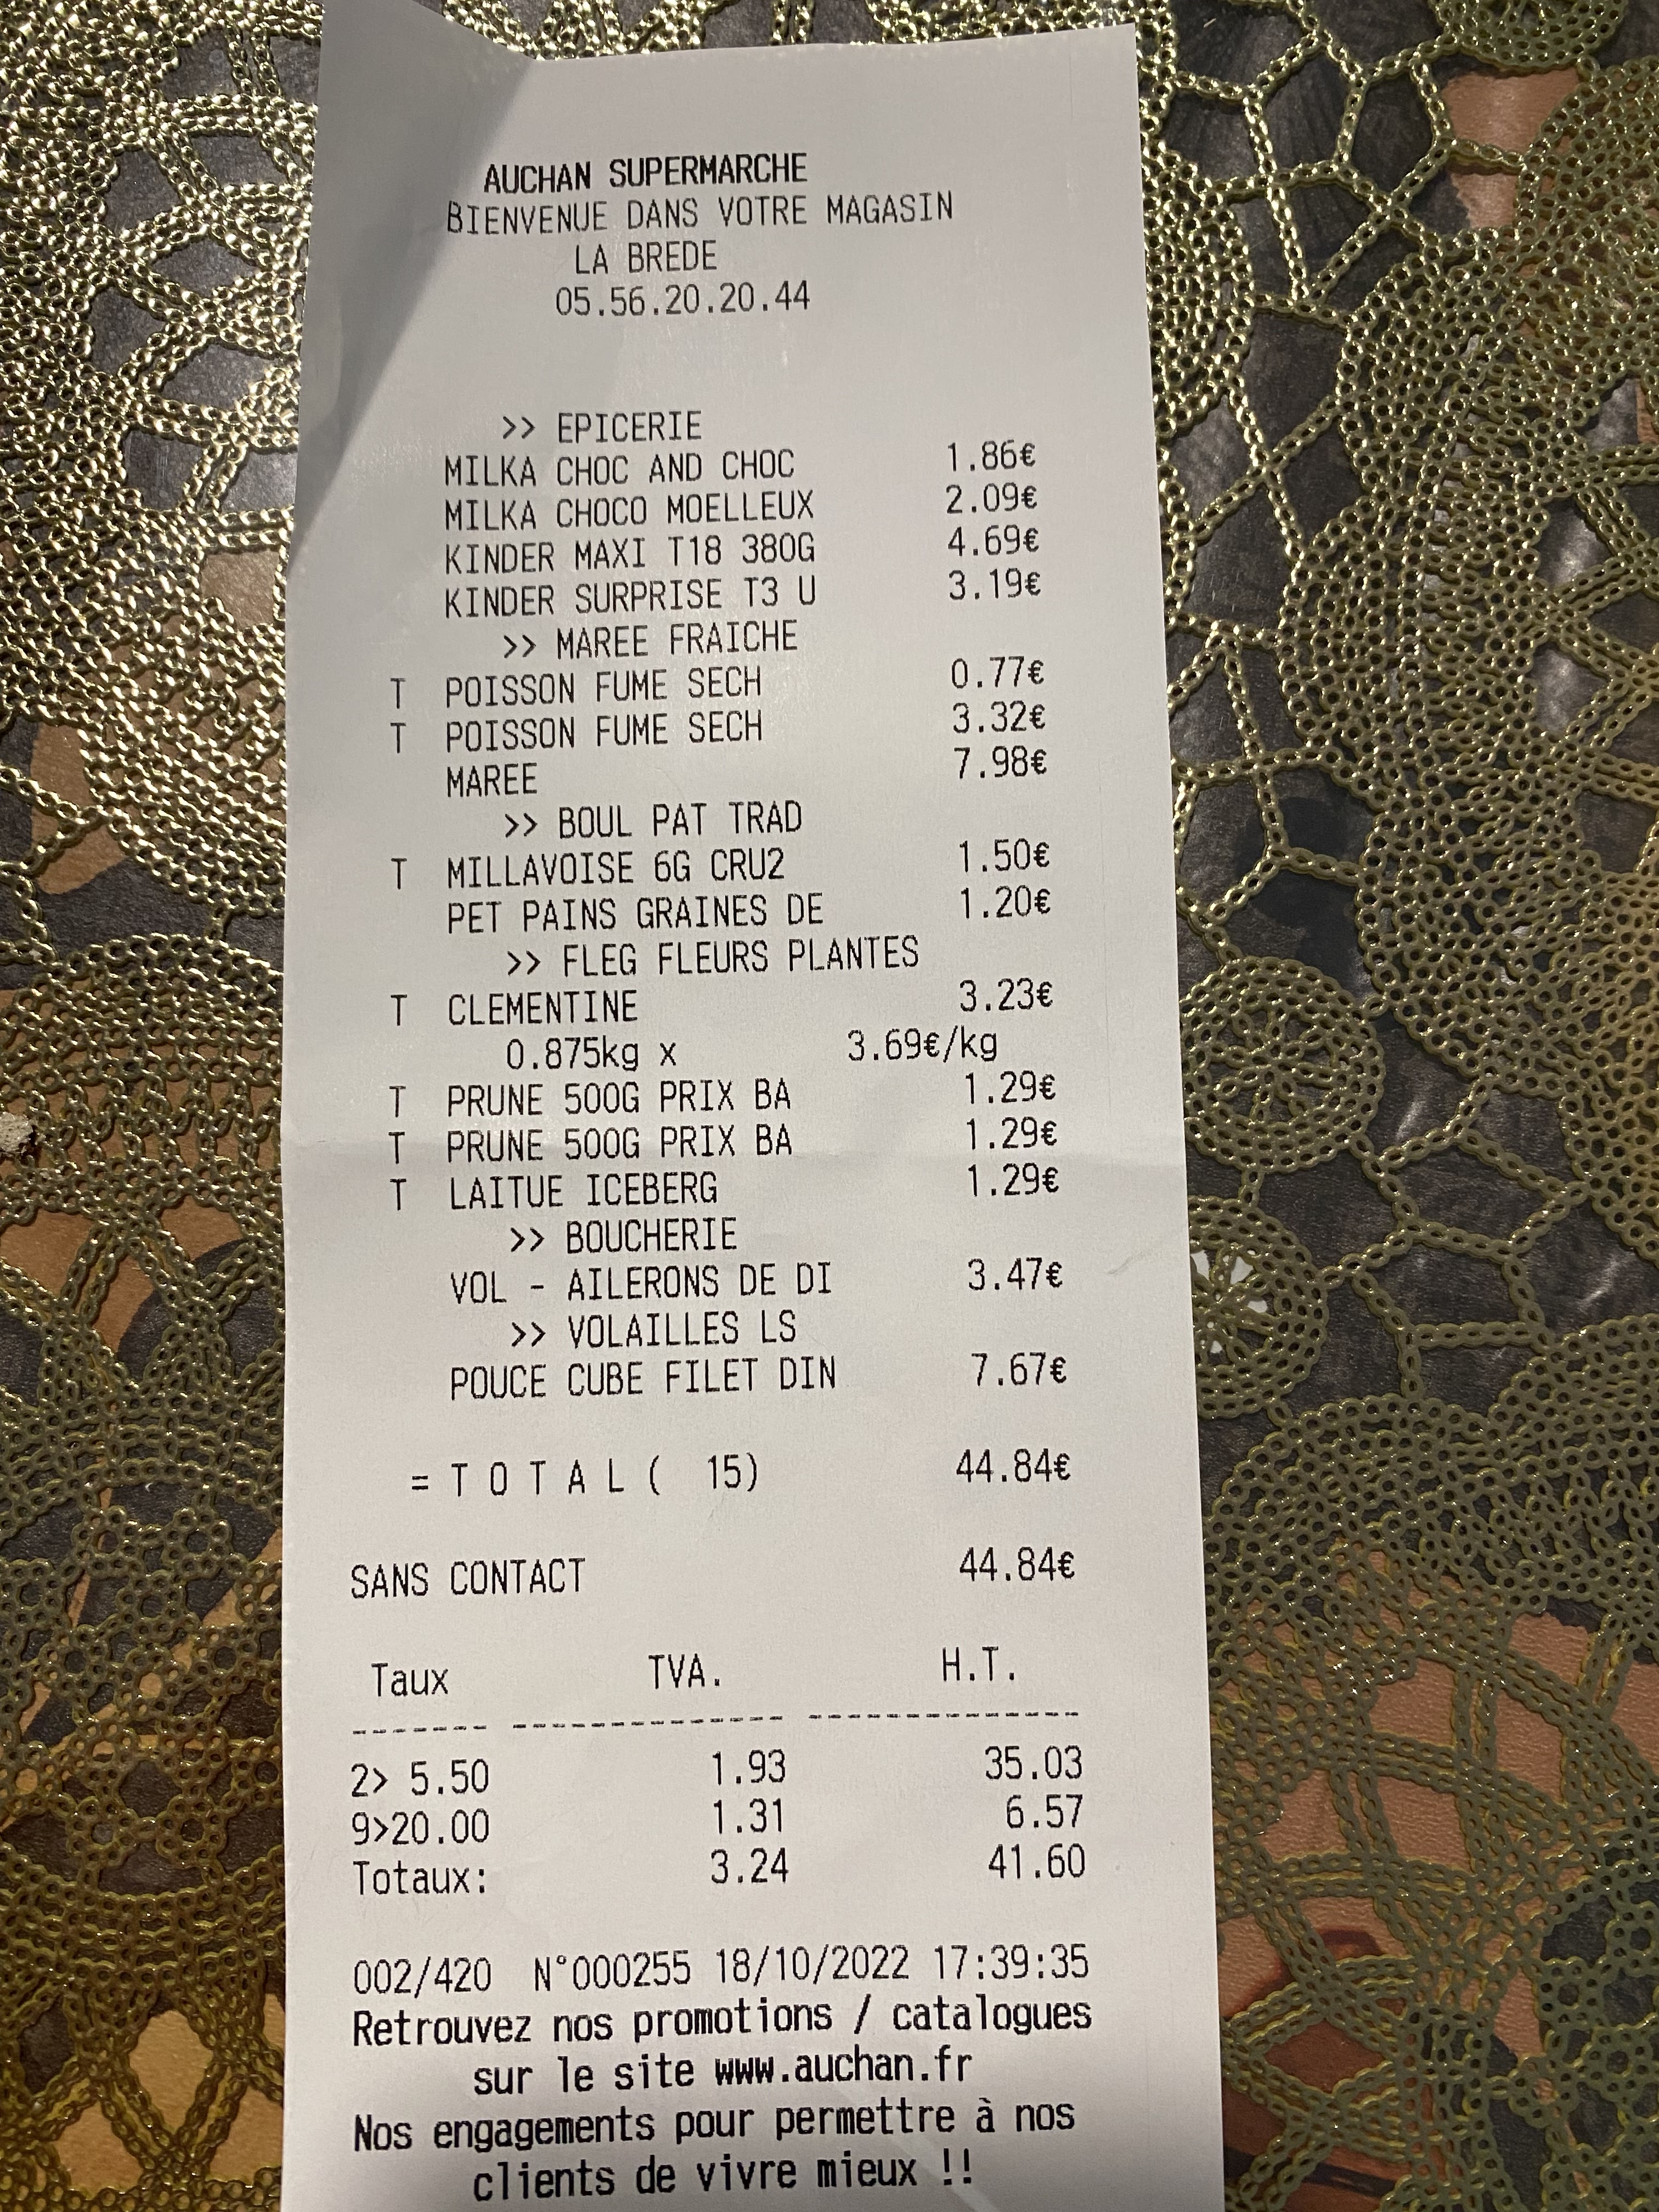 AUCHAN SUPERMARCHE
BIENVENUE DANS VOTRE MAGASIN
LA BREDE
05.56.20.20.44
>> EPICERIE
MILKA CHOC AND CHOC 1.86€
MILKA CHOCO MOELLEUX 2.09€
KINDER MAXI T18 380G 4.69€
KINDER SURPRISE T3 U 3.19€
>> MAREE FRAICHE
T POISSON FUME SECH 0.77€
T POISSON FUME SECH 3.32€
MAREE 7.98€
>> BOUL PAT TRAD
T MILLAVOISE 6G CRU2 1.50€
PET PAINS GRAINES DE 1.20€
>> FLEG FLEURS PLANTES
T CLEMENTINE 3.23€
0.875kg x 3.69€/kg
T PRUNE 500G PRIX BA 1.29€
T PRUNE 500G PRIX BA 1.29€
T LAITUE ICEBERG 1.29€
>> BOUCHERIE
VOL - AILERONS DE DI 3.47€
>> VOLAILLES LS
POUCE CUBE FILET DIN 7.67€
= T O T A L ( 15) 44.84€
SANS CONTACT 44.84€
Taux TVA. H.T.
------- -------------- --------------
2> 5.50 1.93 35.03
9>20.00 1.31 6.57
Totaux: 3.24 41.60
002/420 N°000255 18/10/2022 17:39:35
Retrouvez nos promotions / catalogues
sur le site www.auchan.fr
Nos engagements pour permettre à nos
clients de vivre mieux !!